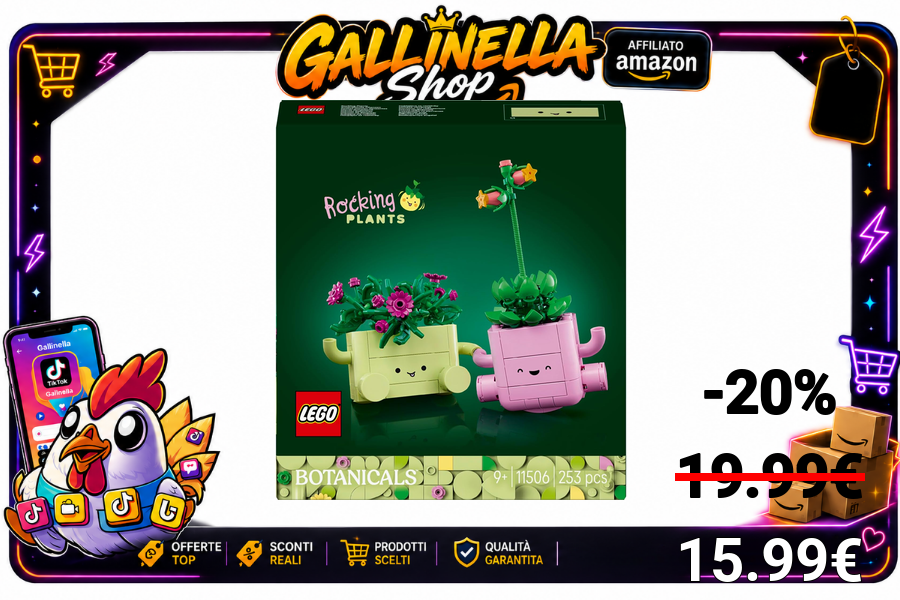 GALLINELLA
Shop
AFFILIATO
amazon
LEGO
Rocking
PLANTS
LEGO
BOTANICALS
9+ 11506 253 pcs
Gallinella
TikTok
Gallinella
-20%
19.99€
15.99€
OFFERTE
TOP
SCONTI
REALI
PRODOTTI
SCELTI
QUALITÀ
GARANTITA